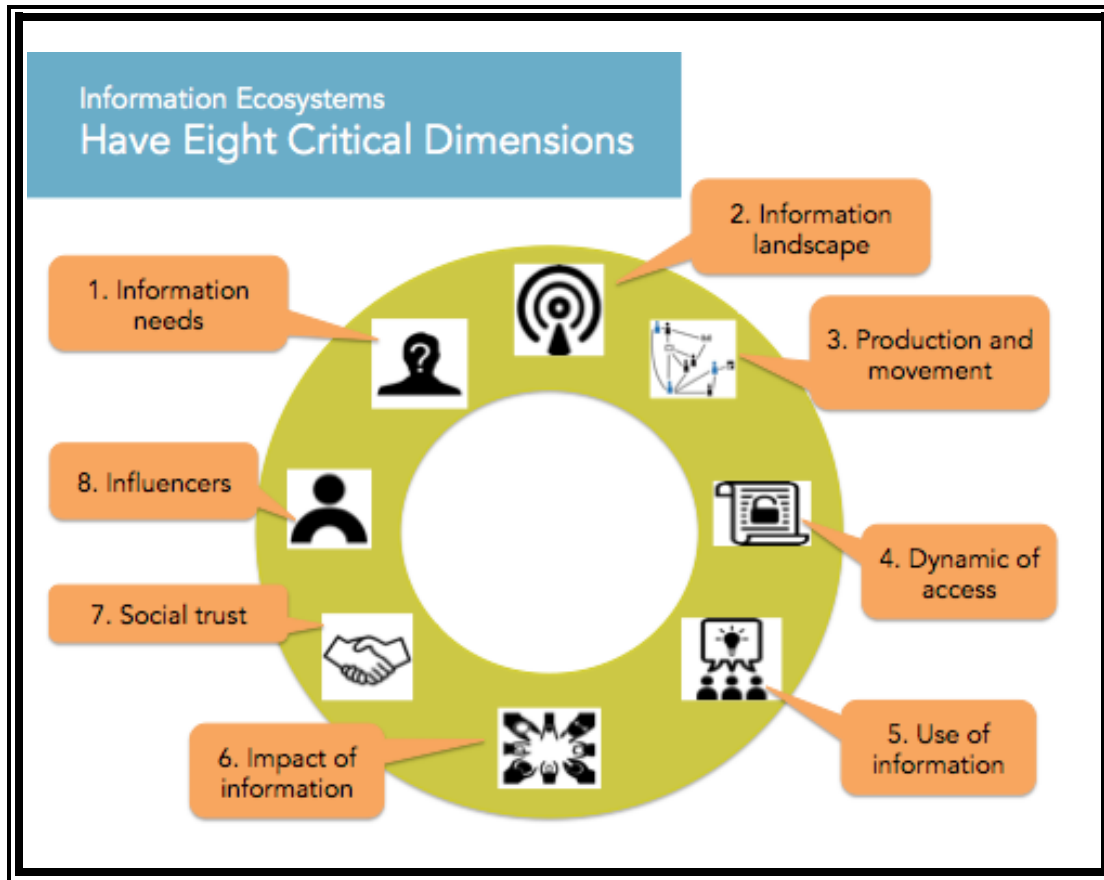 Information Ecosystems
Have Eight Critical Dimensions
1. Information
needs
2. Information
landscape
3. Production and
movement
4. Dynamic of
access
5. Use of
information
6. Impact of
information
7. Social trust
8. Influencers
?